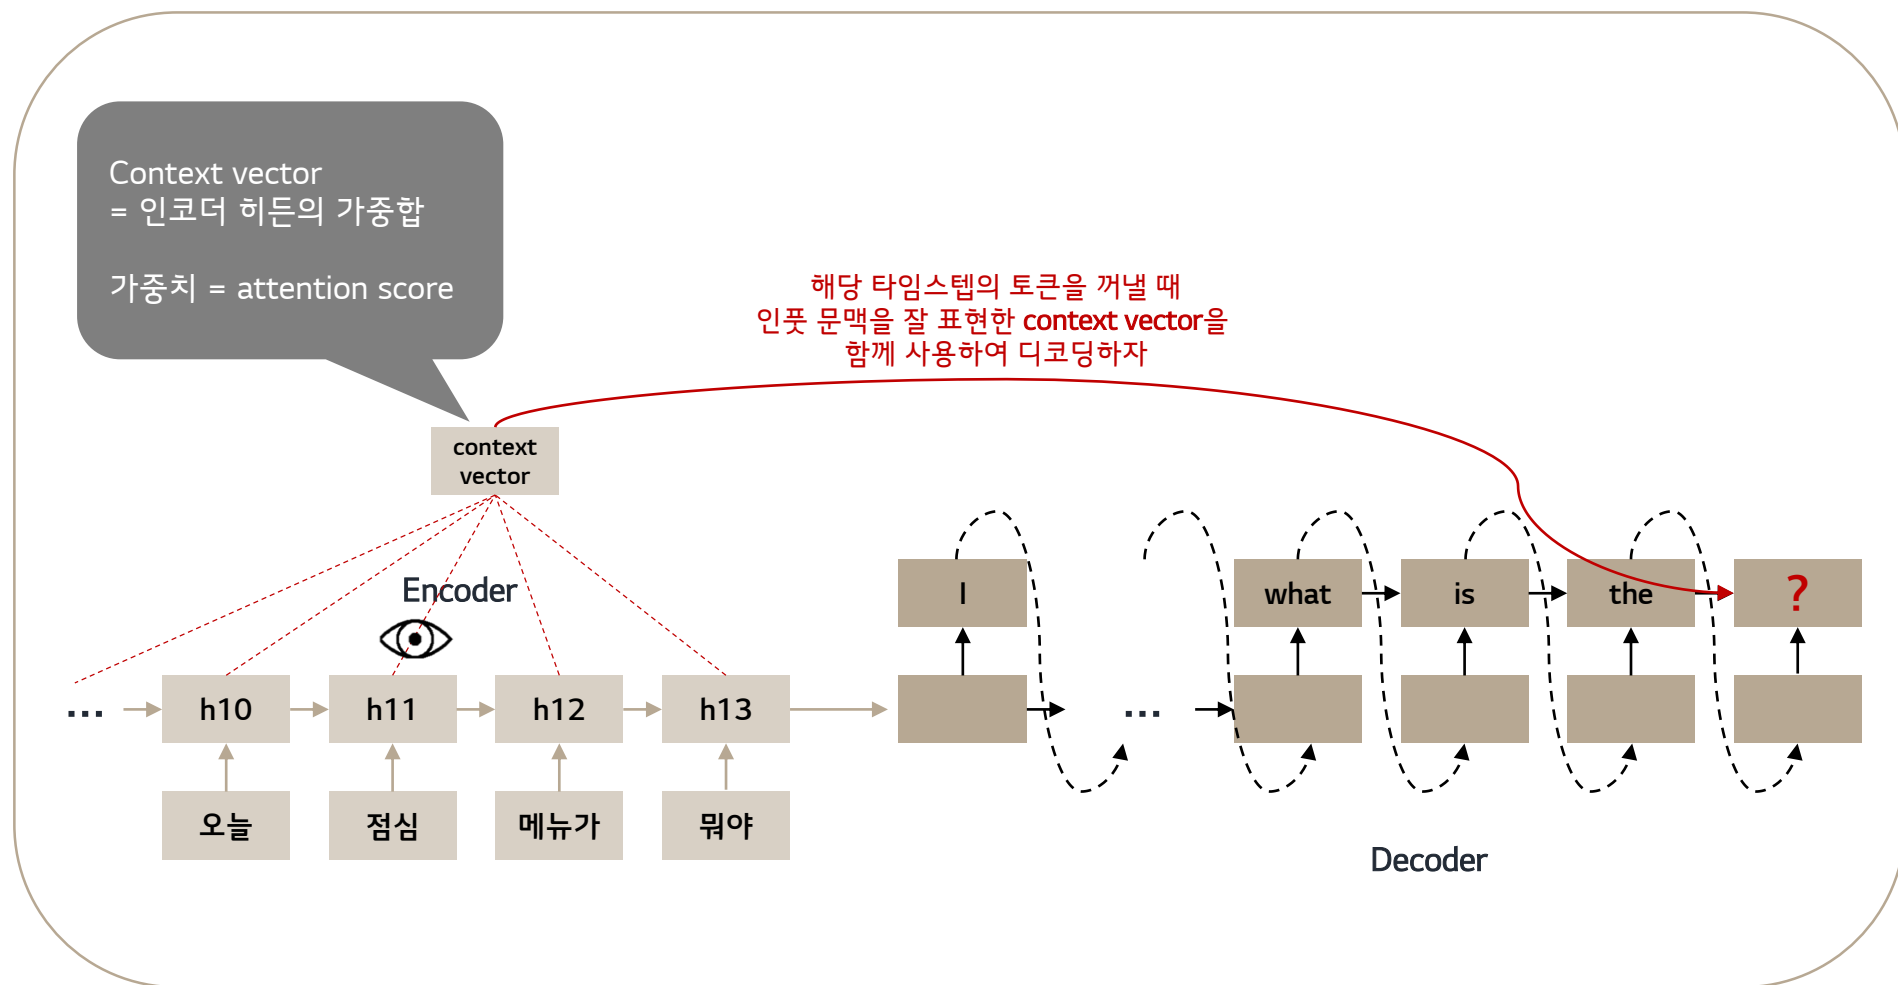 Context vector
= 인코더 히든의 가중합
가중치 = attention score
해당 타임스텝의 토큰을 꺼낼 때
인풋 문맥을 잘 표현한 context vector을
함께 사용하여 디코딩하자
context
vector
Encoder
I
what
is
the
?
...
h10
h11
h12
h13
...
오늘
점심
메뉴가
뭐야
Decoder